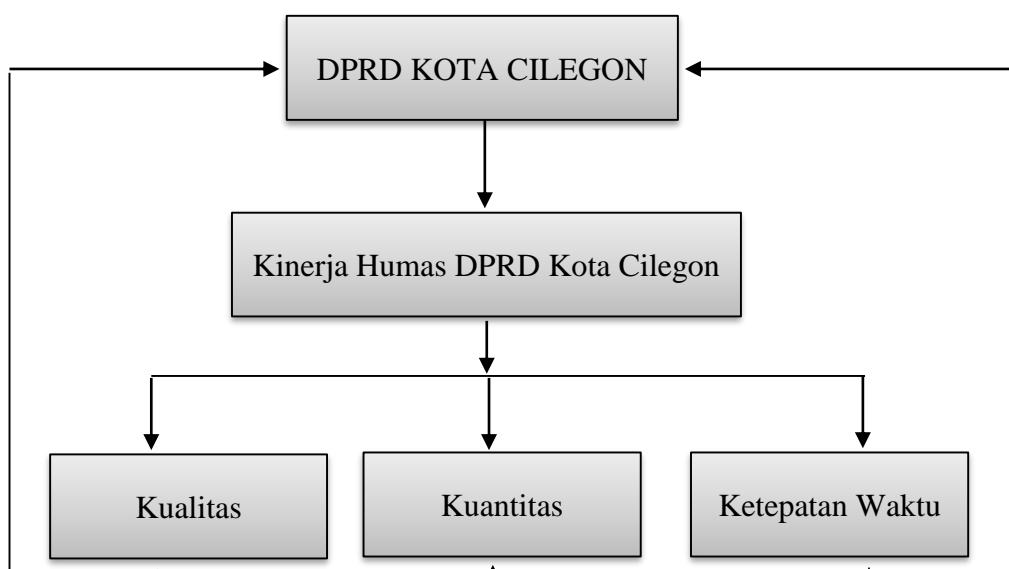 DPRD KOTA CILEGON
Kinerja Humas DPRD Kota Cilegon
Kualitas
Kuantitas
Ketepatan Waktu